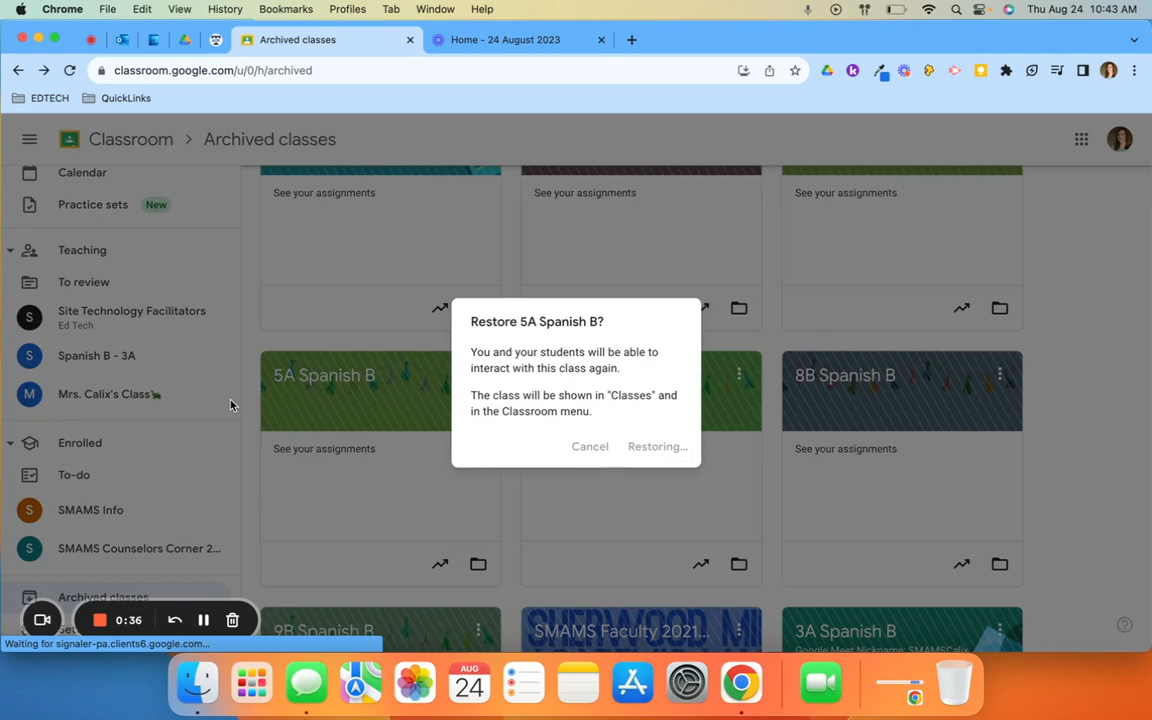 Chrome File Edit View History Bookmarks Profiles Tab Window Help Thu Aug 24 10:43 AM
Archived classes Home - 24 August 2023
classroom.google.com/u/0/h/archived
EDTECH QuickLinks
Classroom > Archived classes
Calendar
Practice sets New
Teaching
To review
Site Technology Facilitators
Ed Tech
S Spanish B - 3A
M Mrs. Calix's Class
Enrolled
To-do
S SMAMS Info
S SMAMS Counselors Corner 2...
Archived classes
See your assignments See your assignments See your assignments
5A Spanish B 8B Spanish B
See your assignments See your assignments
9B Spanish B SMAMS Faculty 2021... 3A Spanish B
Google Meet Nickname: SMAMSCalix
Restore 5A Spanish B?
You and your students will be able to
interact with this class again.
The class will be shown in "Classes" and
in the Classroom menu.
Cancel Restoring...
0:36
Waiting for signaler-pa.clients6.google.com...
AUG
24